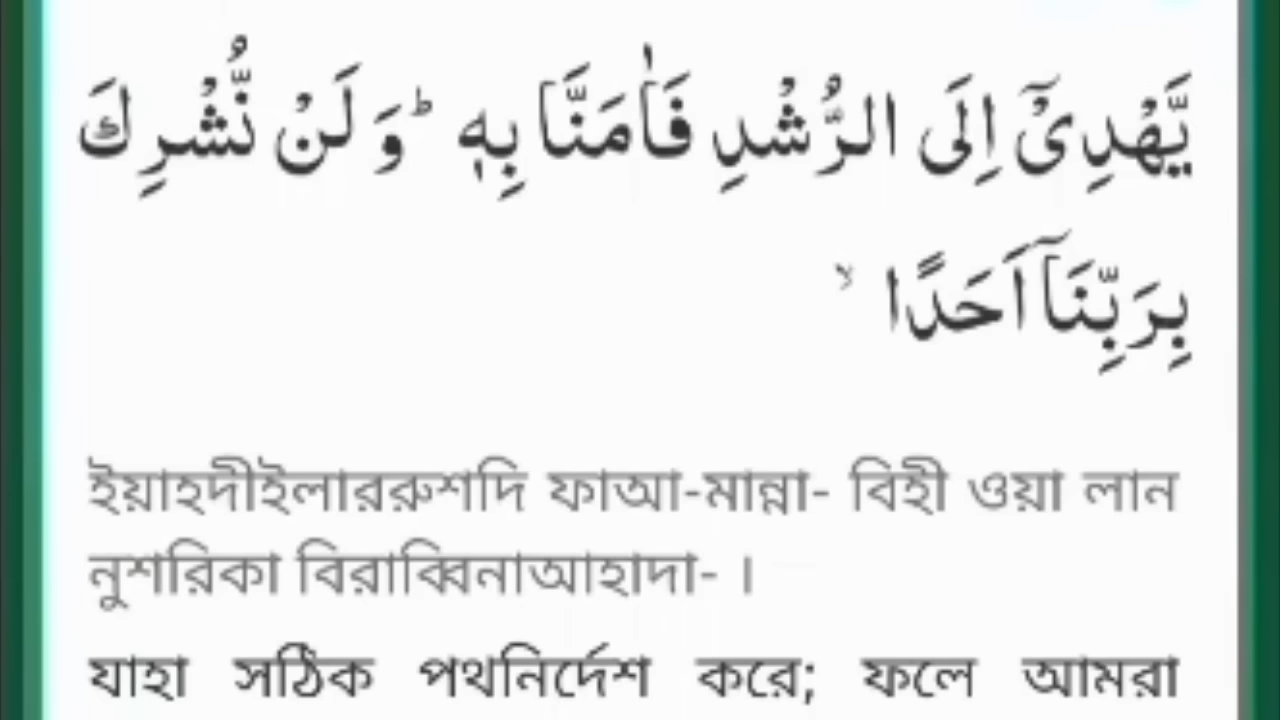 يَّهْدِىْٓ اِلَى الرُّشْدِ فَاٰمَنَّا بِهٖ ؕ وَ لَنْ نُّشْرِكَ
بِرَبِّنَاۤ اَحَدًا ۙ
ইয়াহদীইলাররুশদি ফাআ-মান্না- বিহী ওয়া লান
নুশরিকা বিরাব্বিনাআহাদা- ।
যাহা সঠিক পথনির্দেশ করে; ফলে আমরা